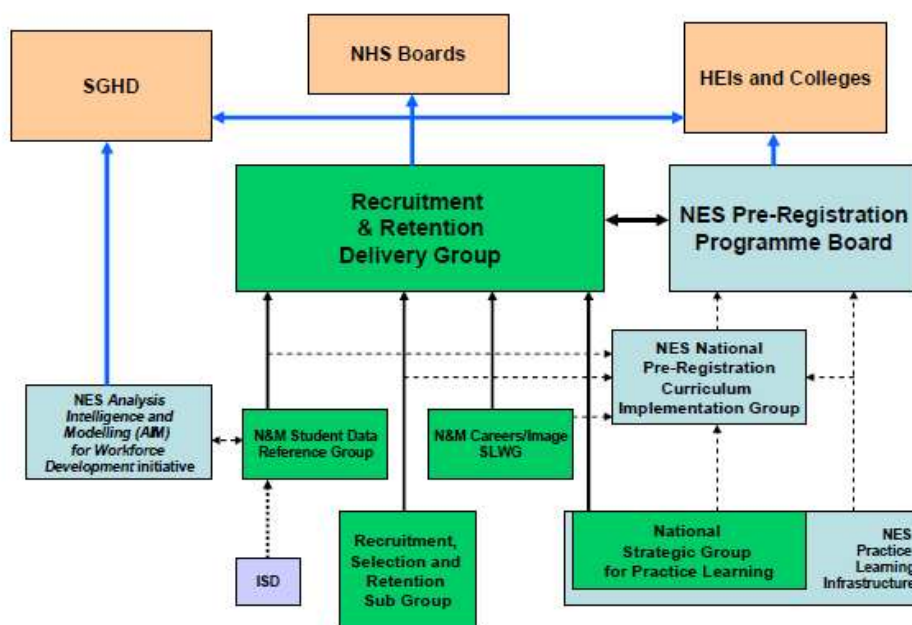 SGHD
NHS Boards
HEIs and Colleges
Recruitment
& Retention
Delivery Group
NES Pre-Registration
Programme Board
NES National
Pre-Registration
Curriculum
Implementation Group
NES Analysis
Intelligence and
Modelling (AIM)
for Workforce
Development initiative
N&M Student Data
Reference Group
N&M Careers/Image
SLWG
ISD
Recruitment,
Selection and
Retention
Sub Group
National
Strategic Group
for Practice Learning
NES
Practice
Learning
Infrastructure